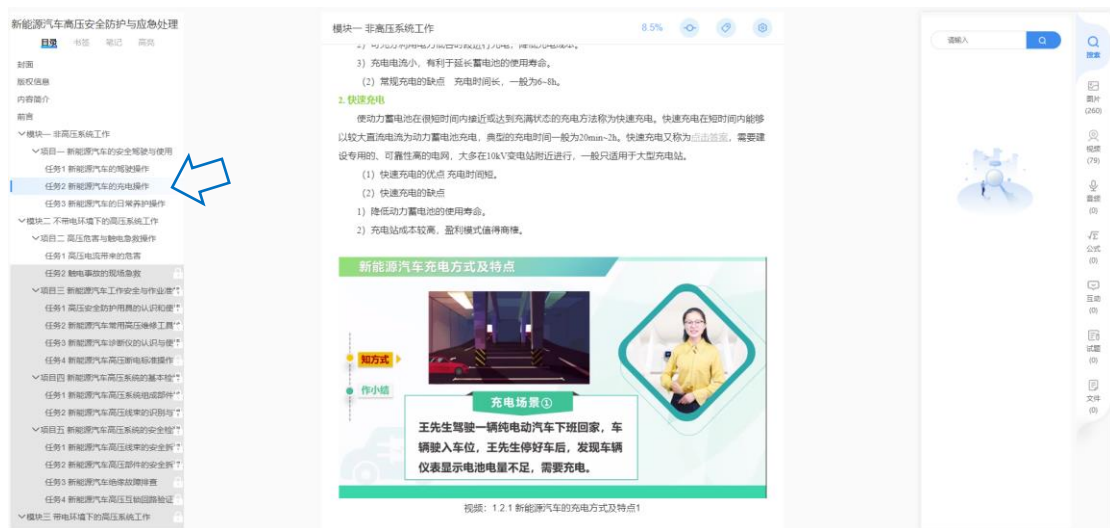 新能源汽车高压安全防护与应急处理
目录 书签 笔记 高亮
封面
版权信息
内容简介
前言
模块一 非高压系统工作
项目一 新能源汽车的安全驾驶与使用
任务1 新能源汽车的驾驶操作
任务2 新能源汽车的充电操作
任务3 新能源汽车的日常养护操作
模块二 不带电环境下的高压系统工作
项目二 高压危害与触电急救操作
任务1 高压电流带来的危害
任务2 触电事故的现场急救
项目三 新能源汽车工作安全与作业准
任务1 高压安全防护用具的认识和使
任务2 新能源汽车常用高压维修工具
任务3 新能源汽车诊断仪的认识与使
任务4 新能源汽车高压断电标准操作
项目四 新能源汽车高压系统的基本检
任务1 新能源汽车高压系统组成部件
任务2 新能源汽车高压线束的识别与
项目五 新能源汽车高压系统的安全检
任务1 新能源汽车高压线束的安全拆
任务2 新能源汽车高压部件的安全拆
任务3 新能源汽车绝缘故障排查
任务4 新能源汽车高压互锁回路验证
模块三 带电环境下的高压系统工作
模块一 非高压系统工作 8.5%
3）充电电流小，有利于延长蓄电池的使用寿命。
（2）常规充电的缺点 充电时间长，一般为6~8h。
2. 快速充电
使动力蓄电池在很短时间内接近或达到充满状态的充电方法称为快速充电。快速充电在短时间内能够
以较大直流电流为动力蓄电池充电，典型的充电时间一般为20min~2h。快速充电又称为点击答案，需要建
设专用的、可靠性高的电网，大多在10kV变电站附近进行，一般只适用于大型充电站。
（1）快速充电的优点 充电时间短。
（2）快速充电的缺点
1）降低动力蓄电池的使用寿命。
2）充电站成本较高，盈利模式值得商榷。
新能源汽车充电方式及特点
知方式
作小结
充电场景①
王先生驾驶一辆纯电动汽车下班回家，车
辆驶入车位，王先生停好车后，发现车辆
仪表显示电池电量不足，需要充电。
视频：1.2.1 新能源汽车的充电方式及特点1
请输入
搜索
图片
(260)
视频
(79)
音频
(0)
公式
(0)
互动
(0)
试题
(0)
文件
(0)